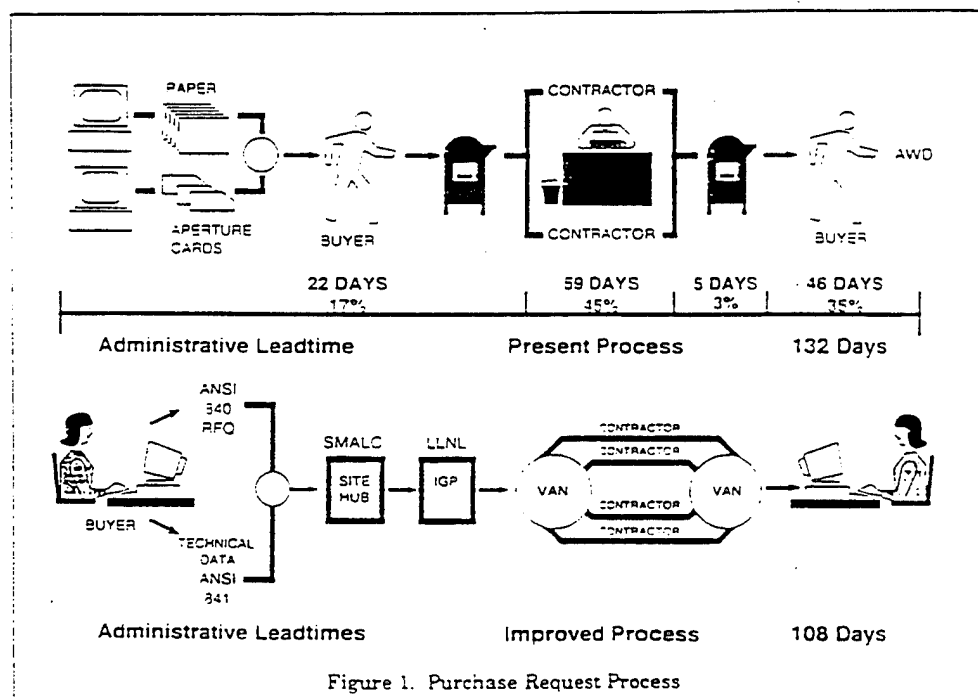 PAPER
APERTURE
CARDS
BUYER
CONTRACTOR
CONTRACTOR
BUYER
AWD
22 DAYS
17%
59 DAYS
45%
5 DAYS
3%
46 DAYS
35%
Administrative Leadtime
Present Process
132 Days
ANSI
840
RFQ
BUYER
TECHNICAL
DATA
ANSI
841
SMALC
SITE
HUB
LLNL
IGP
VAN
CONTRACTOR
CONTRACTOR
CONTRACTOR
CONTRACTOR
VAN
Administrative Leadtimes
Improved Process
108 Days
Figure 1. Purchase Request Process